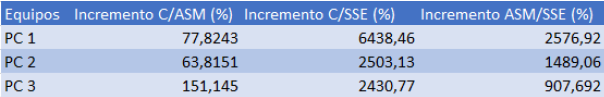 Equipos Incremento C/ASM (%) Incremento C/SSE (%) Incremento ASM/SSE (%)
PC 1 77,8243 6438,46 2576,92
PC 2 63,8151 2503,13 1489,06
PC 3 151,145 2430,77 907,692